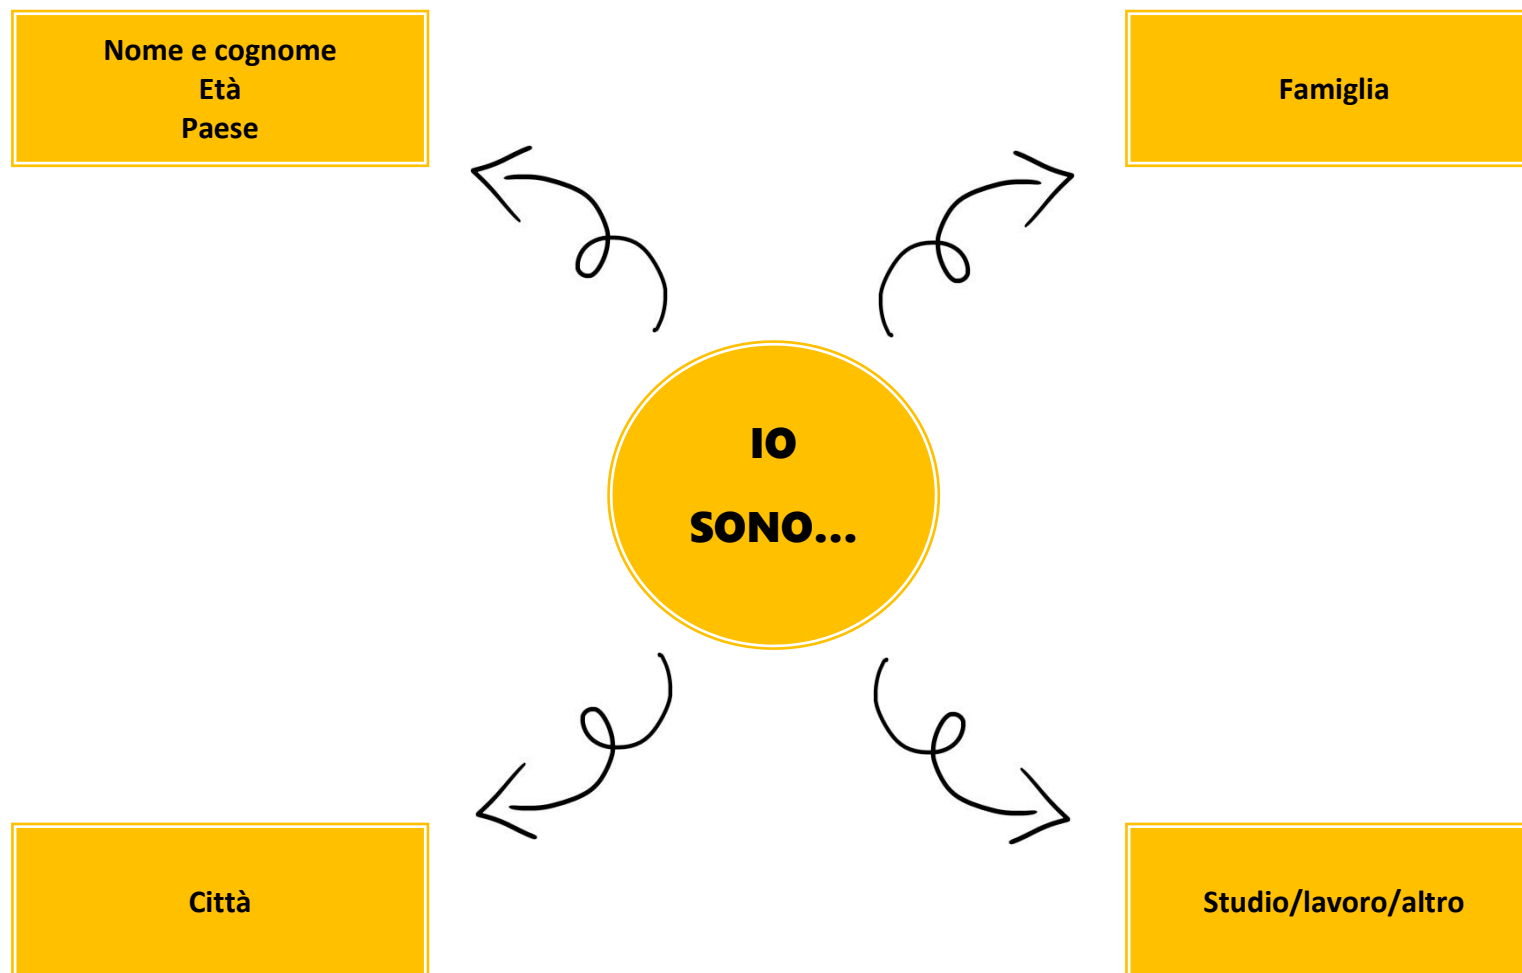 Nome e cognome
Età
Paese
Famiglia
IO
SONO...
Città
Studio/lavoro/altro